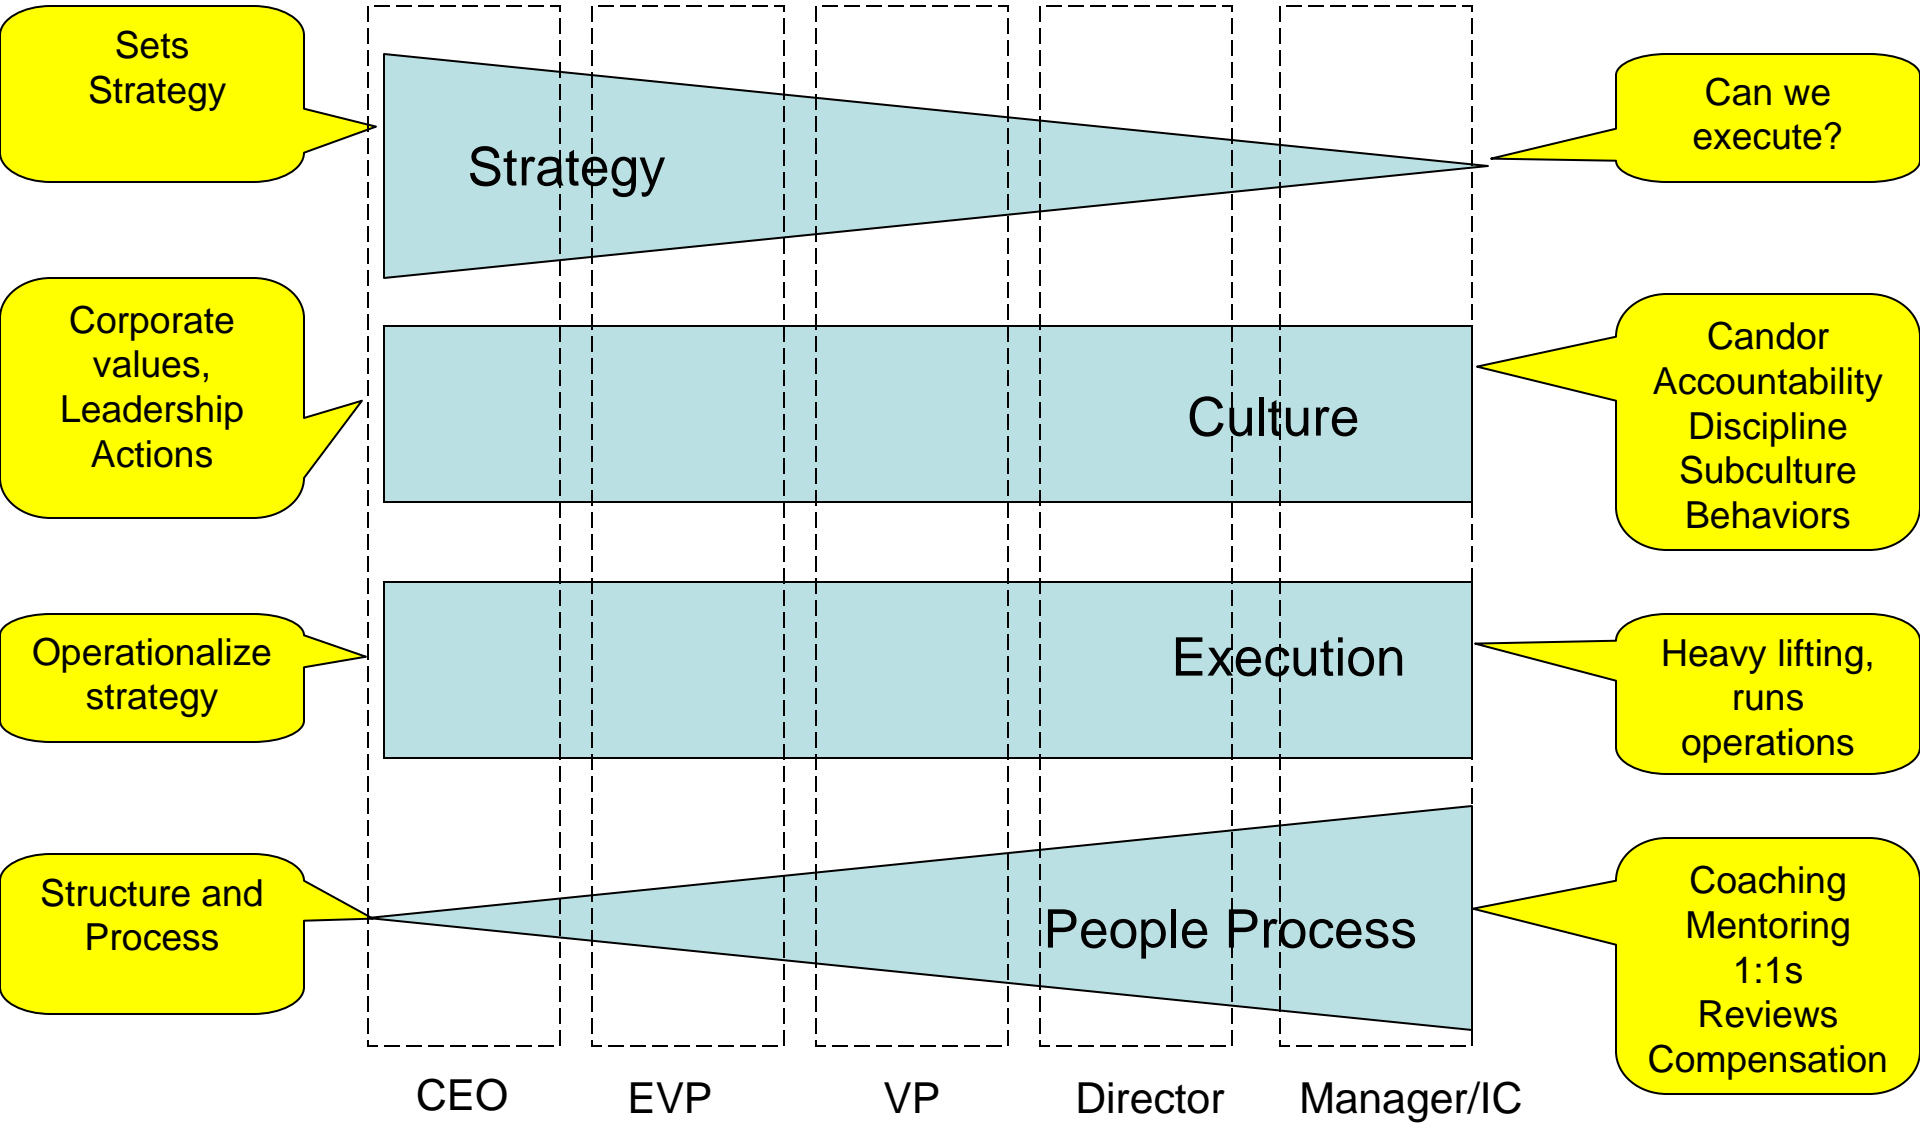 Sets
Strategy
Strategy
Can we
execute?
Corporate
values,
Leadership
Actions
Culture
Candor
Accountability
Discipline
Subculture
Behaviors
Operationalize
strategy
Execution
Heavy lifting,
runs
operations
Structure and
Process
People Process
Coaching
Mentoring
1:1s
Reviews
Compensation
CEO
EVP
VP
Director
Manager/IC